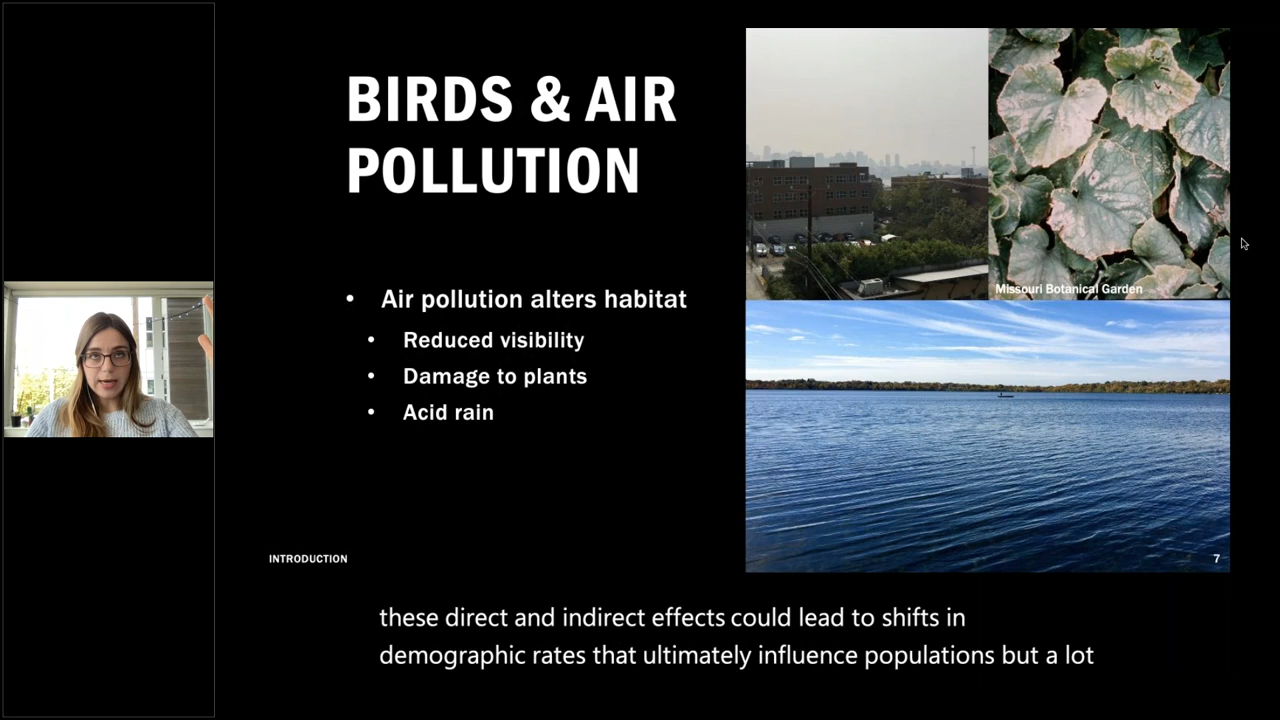 BIRDS & AIR
POLLUTION
• Air pollution alters habitat
• Reduced visibility
• Damage to plants
• Acid rain
Missouri Botanical Garden
INTRODUCTION
7
these direct and indirect effects could lead to shifts in
demographic rates that ultimately influence populations but a lot